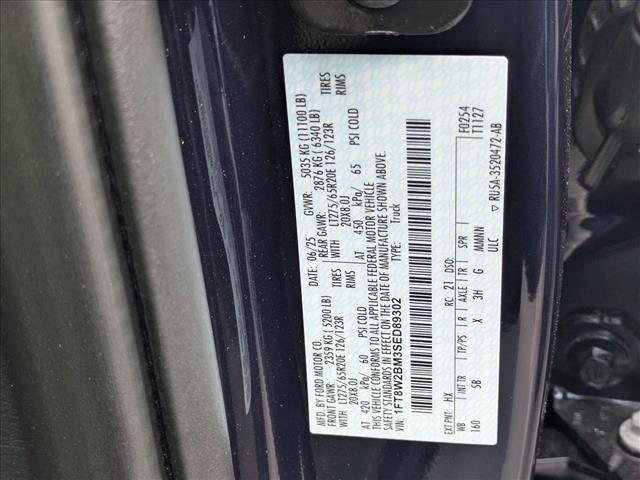 MFD. BY FORD MOTOR CO.
06/25 GVWR: 5035 KG (11100 LB)
FRONT GAWR: 2359 KG (5200 LB) REAR GAWR: 2876 KG (6340 LB)
LT275/65R20E 126/123R TIRES WITH LT275/65R20E 126/123R TIRES
20X8.0J RIMS 20X8.0J RIMS
AT 420 kPa/ 60 PSI COLD AT 450 kPa/ 65 PSI COLD
THIS VEHICLE CONFORMS TO ALL APPLICABLE FEDERAL MOTOR VEHICLE
SAFETY STANDARDS IN EFFECT ON THE DATE OF MANUFACTURE SHOWN ABOVE.
VIN: 1FT8W2BM3SED89302 TYPE: Truck
F0254
T1127
EXT PNT: HX RC: 21 DSO:
WB INT TR TP/PS R AXLE TR SPR
160 5B X 3H G MMNN
ULC
▽ RU5A-3520472-AB